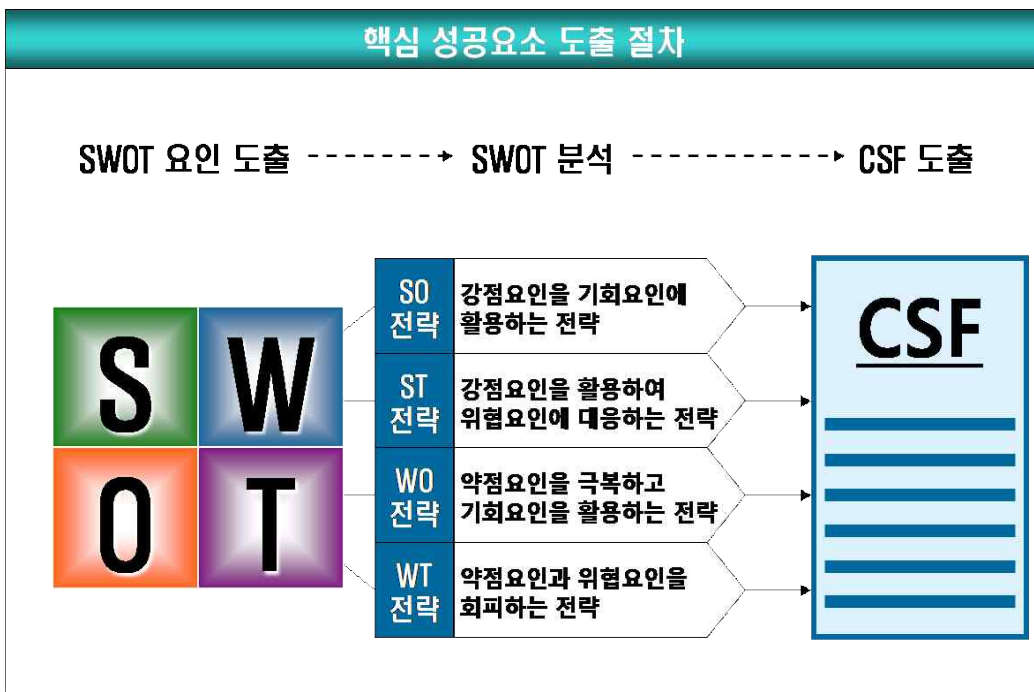 핵심 성공요소 도출 절차
SWOT 요인 도출
SWOT 분석
CSF 도출
S W
O T
SO
전략
강점요인을 기회요인에
활용하는 전략
ST
전략
강점요인을 활용하여
위협요인에 대응하는 전략
WO
전략
약점요인을 극복하고
기회요인을 활용하는 전략
WT
전략
약점요인과 위협요인을
회피하는 전략
CSF